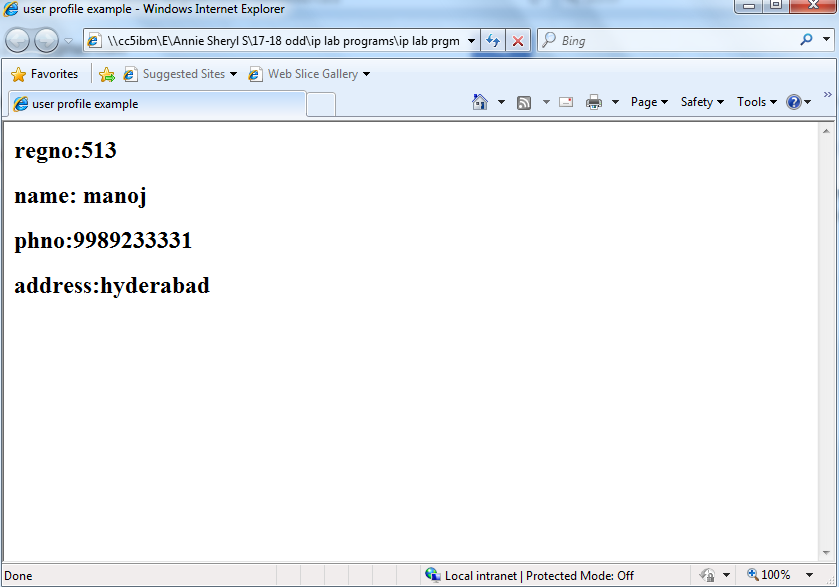 user profile example - Windows Internet Explorer
\\cc5ibm\E\Annie Sheryl S\17-18 odd\ip lab programs\ip lab prgm
Bing
Favorites
Suggested Sites
Web Slice Gallery
user profile example
Page
Safety
Tools
»
regno:513
name: manoj
phno:9989233331
address:hyderabad
Done
Local intranet | Protected Mode: Off
100%